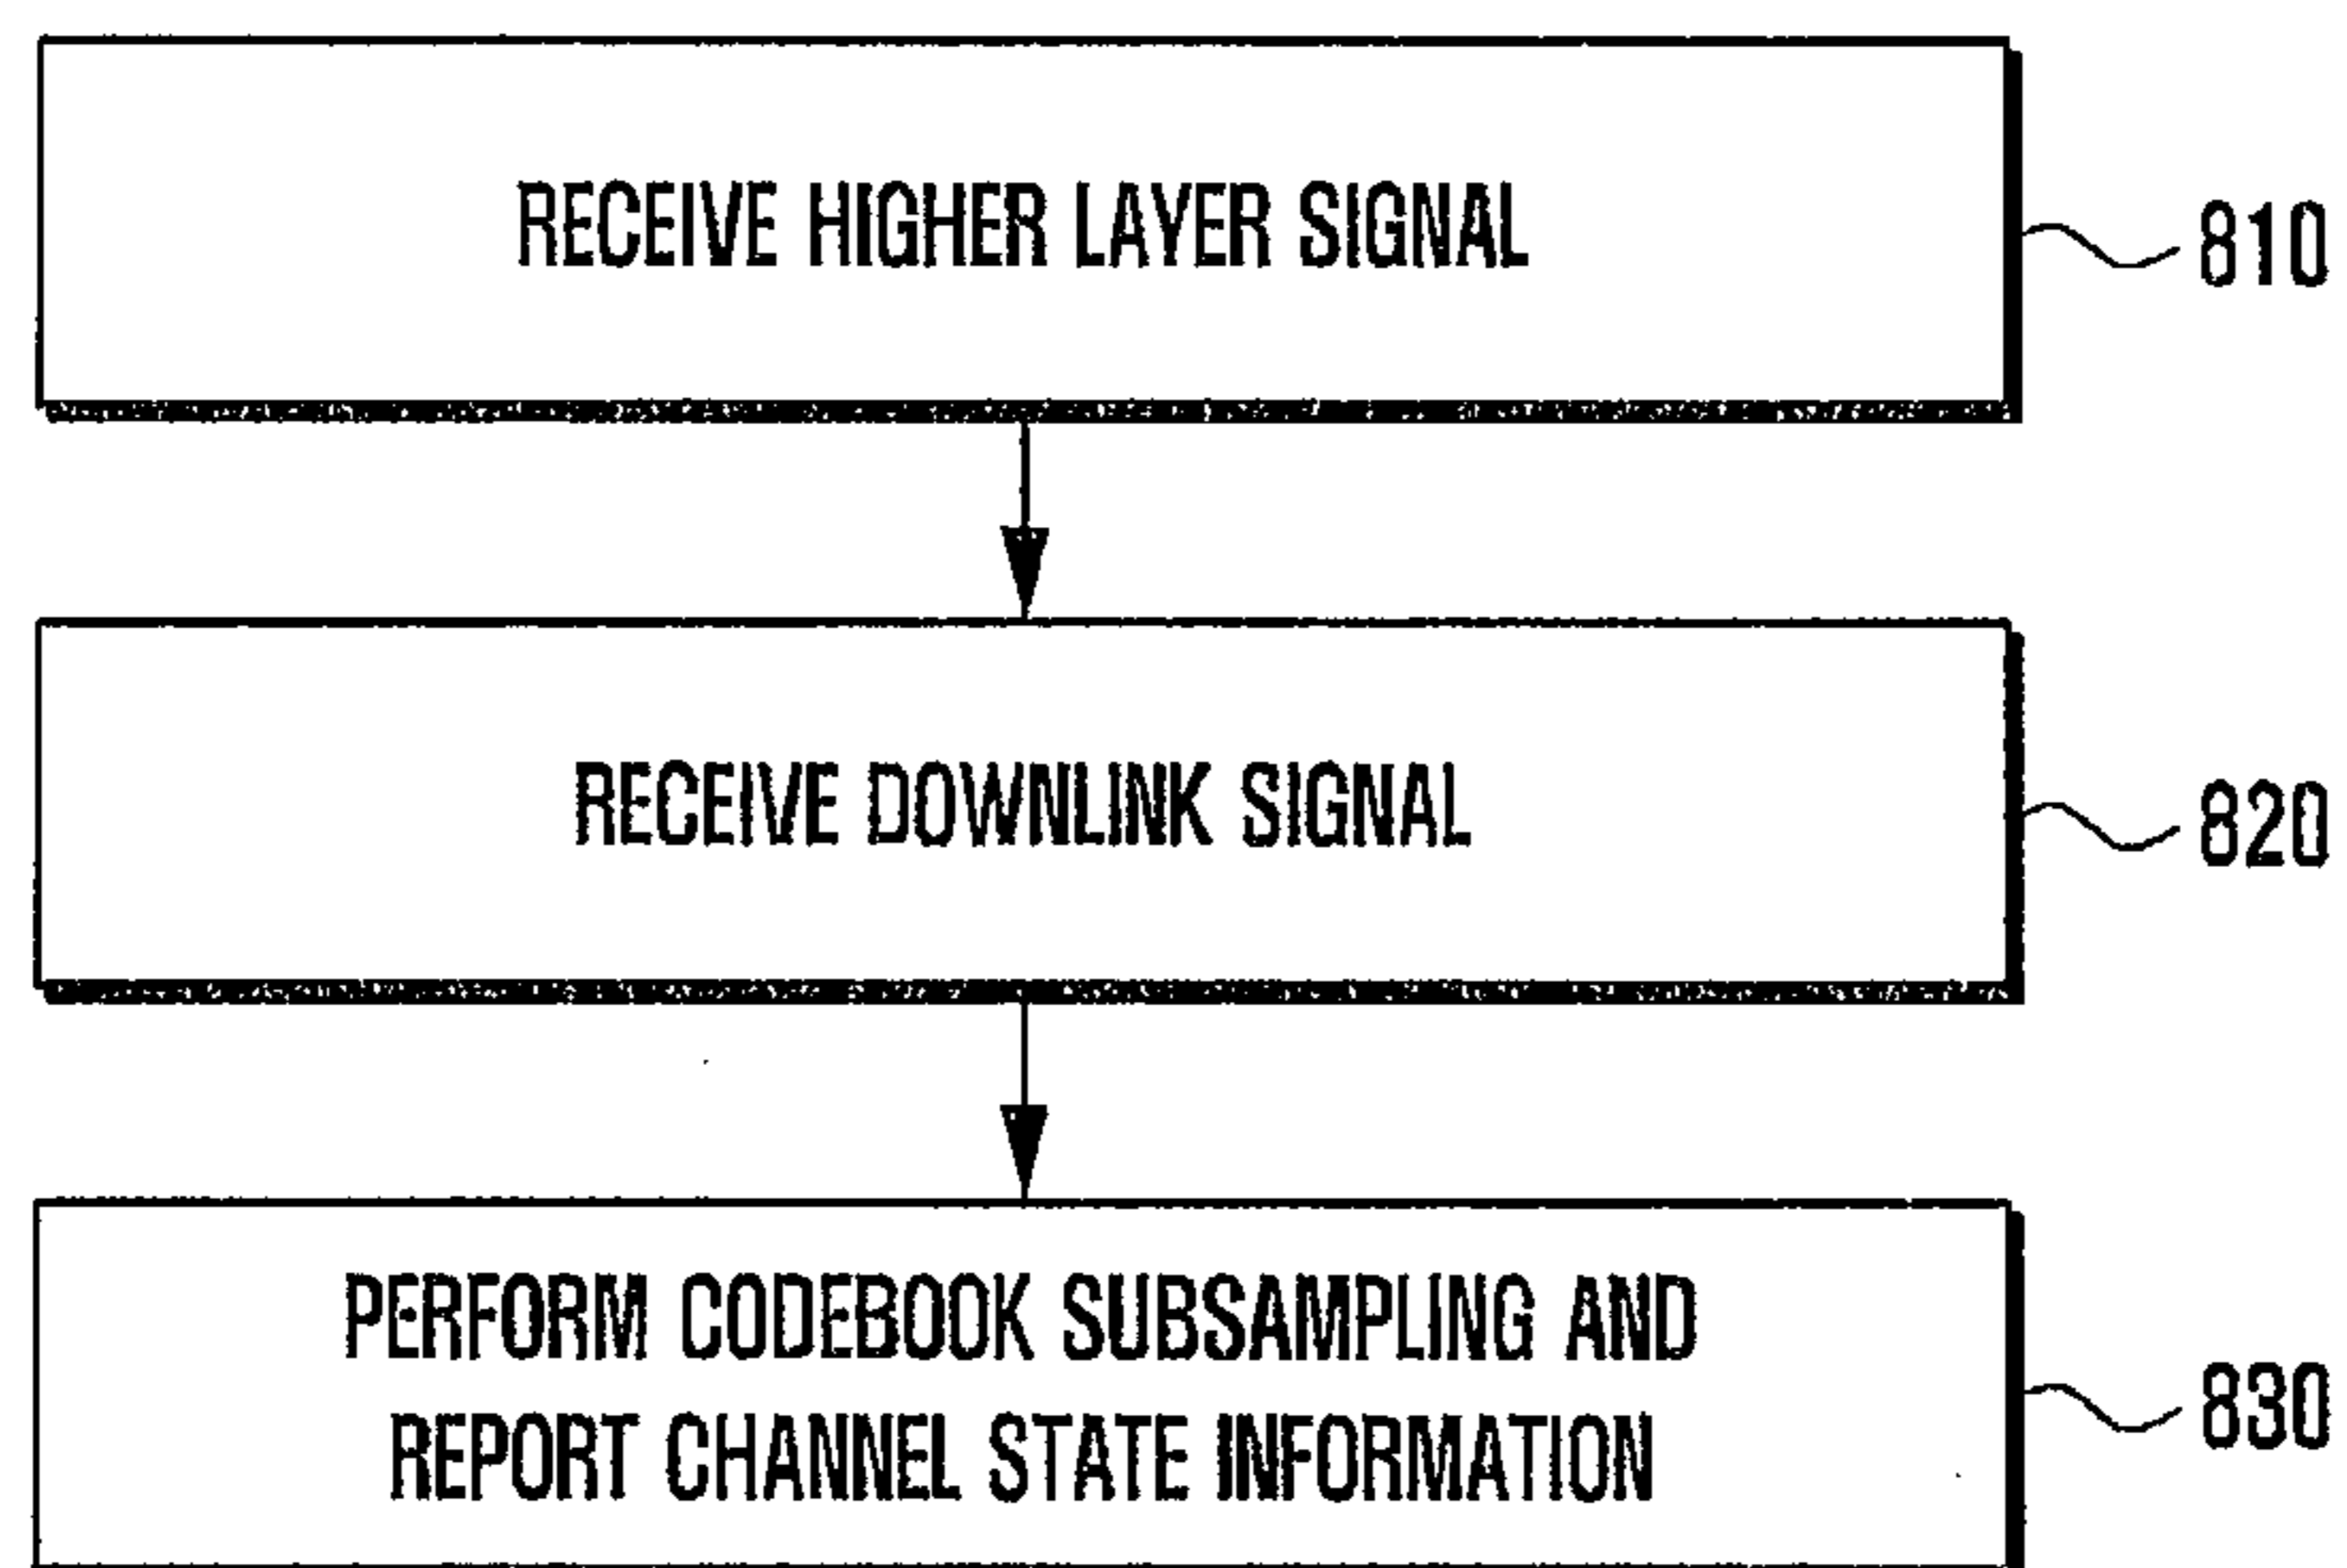 RECEIVE HIGHER LAYER SIGNAL
810
RECEIVE DOWNLINK SIGNAL
820
PERFORM CODEBOOK SUBSAMPLING AND
REPORT CHANNEL STATE INFORMATION
830